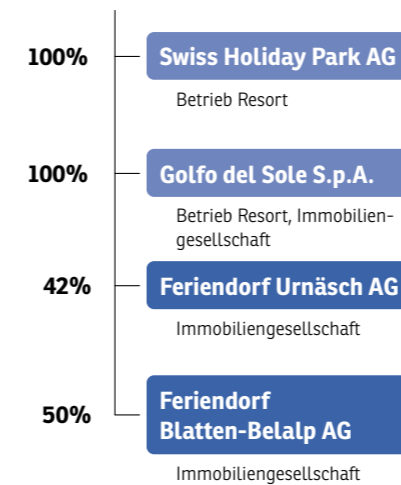 100% Swiss Holiday Park AG
Betrieb Resort
100% Golfo del Sole S.p.A.
Betrieb Resort, Immobilien-
gesellschaft
42% Feriendorf Urnäsch AG
Immobiliengesellschaft
50% Feriendorf
Blatten-Belalp AG
Immobiliengesellschaft